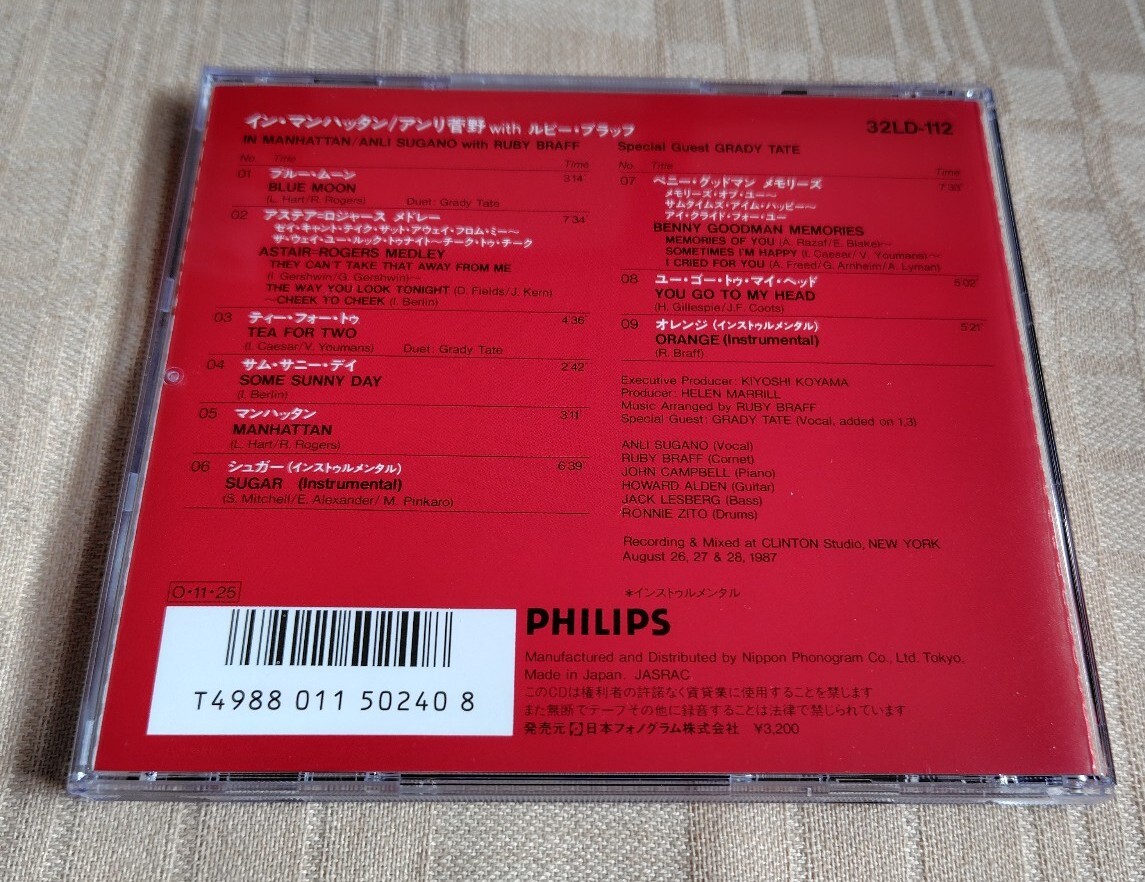 イン・マンハッタン/アンリ菅野 with ルビー・ブラッフ
32LD-112
IN MANHATTAN/ANLI SUGANO with RUBY BRAFF
Special Guest GRADY TATE
No. Title Time
01 ブルー・ムーン 3'14"
BLUE MOON
(L. Hart/R. Rogers) Duet: Grady Tate
02 アステア=ロジャース メドレー 7'34"
ゼイ・キャント・テイク・ザット・アウェイ・フロム・ミー〜
ザ・ウェイ・ユー・ルック・トゥナイト〜チーク・トゥ・チーク
ASTAIR=ROGERS MEDLEY
THEY CAN'T TAKE THAT AWAY FROM ME
(I. Gershwin/G. Gershwin)〜
THE WAY YOU LOOK TONIGHT (D. Fields/J. Kern)
〜CHEEK TO CHEEK (I. Berlin)
03 ティー・フォー・トゥ 4'36"
TEA FOR TWO
(I. Caesar/V. Youmans) Duet: Grady Tate
04 サム・サニー・デイ 2'42"
SOME SUNNY DAY
(I. Berlin)
05 マンハッタン 3'11"
MANHATTAN
(L. Hart/R. Rogers)
06 シュガー(インストゥルメンタル) 6'39"
SUGAR (Instrumental)
(S. Mitchell/E. Alexander/M. Pinkaro)
No. Title Time
07 ベニー・グッドマン メモリーズ
メモリーズ・オブ・ユー〜
サムタイムズ・アイム・ハッピー〜
アイ・クライド・フォー・ユー
BENNY GOODMAN MEMORIES
MEMORIES OF YOU (A. Razaf/E. Blake)〜
SOMETIMES I'M HAPPY (I. Caesar/V. Youmans)〜
I CRIED FOR YOU (A. Freed/G. Arnheim/A. Lyman)
08 ユー・ゴー・トゥ・マイ・ヘッド 5'02"
YOU GO TO MY HEAD
(H. Gillespie/J.F. Coots)
09 オレンジ(インストゥルメンタル) 5'21"
ORANGE (Instrumental)
(R. Braff)
Executive Producer: KIYOSHI KOYAMA
Producer: HELEN MARRILL
Music Arranged by RUBY BRAFF
Special Guest: GRADY TATE (Vocal, added on 1,3)
ANLI SUGANO (Vocal)
RUBY BRAFF (Cornet)
JOHN CAMPBELL (Piano)
HOWARD ALDEN (Guitar)
JACK LESBERG (Bass)
RONNIE ZITO (Drums)
Recording & Mixed at CLINTON Studio, NEW YORK
August 26, 27 & 28, 1987
O・11・25
*インストゥルメンタル
T4988 011 50240 8
PHILIPS
Manufactured and Distributed by Nippon Phonogram Co., Ltd. Tokyo.
Made in Japan. JASRAC
このCDは権利者の許諾なく賃貸業に使用することを禁じます
また無断でテープその他に録音することは法律で禁じられています
発売元 日本フォノグラム株式会社 ¥3,200